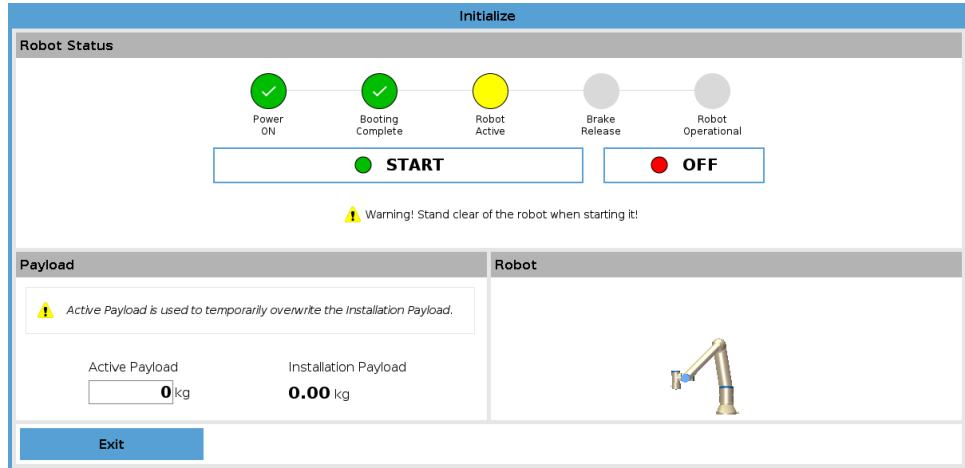 Initialize
Robot Status
Power
ON
Booting
Complete
Robot
Active
Brake
Release
Robot
Operational
START
OFF
Warning! Stand clear of the robot when starting it!
Payload
Robot
Active Payload is used to temporarily overwrite the Installation Payload.
Active Payload
Installation Payload
0 kg
0.00 kg
Exit